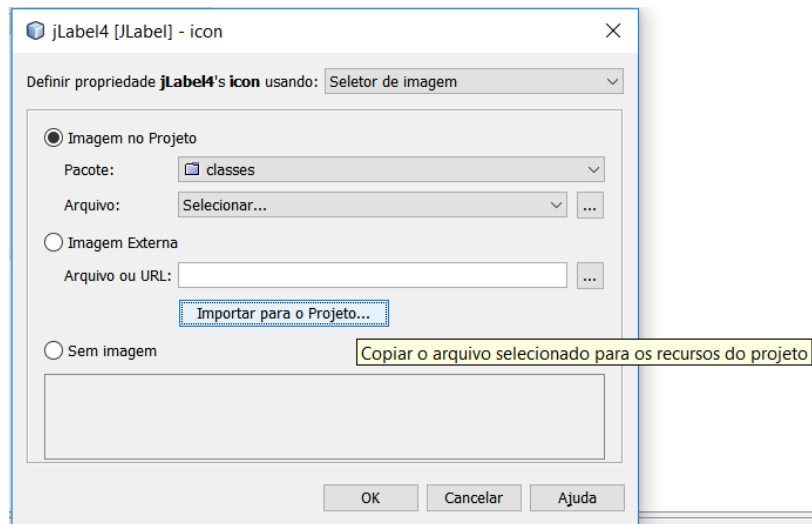 jLabel4 [JLabel] - icon
Definir propriedade jLabel4's icon usando: Seletor de imagem
Imagem no Projeto
Pacote: classes
Arquivo: Selecionar... ...
Imagem Externa
Arquivo ou URL: ...
Importar para o Projeto...
Sem imagem
Copiar o arquivo selecionado para os recursos do projeto
OK Cancelar Ajuda